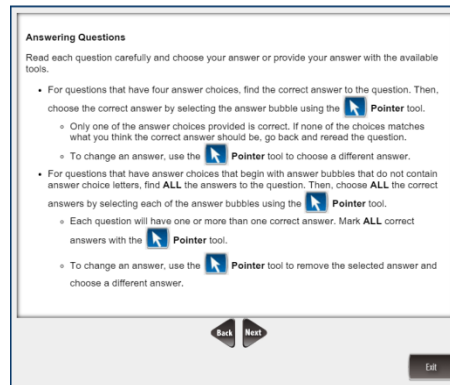 Answering Questions
Read each question carefully and choose your answer or provide your answer with the available
tools.
• For questions that have four answer choices, find the correct answer to the question. Then,
choose the correct answer by selecting the answer bubble using the Pointer tool.
Only one of the answer choices provided is correct. If none of the choices matches
what you think the correct answer should be, go back and reread the question.
To change an answer, use the Pointer tool to choose a different answer.
• For questions that have answer choices that begin with answer bubbles that do not contain
answer choice letters, find ALL the answers to the question. Then, choose ALL the correct
answers by selecting each of the answer bubbles using the Pointer tool.
Each question will have one or more than one correct answer. Mark ALL correct
answers with the Pointer tool.
To change an answer, use the Pointer tool to remove the selected answer and
choose a different answer.
Back Next
Exit